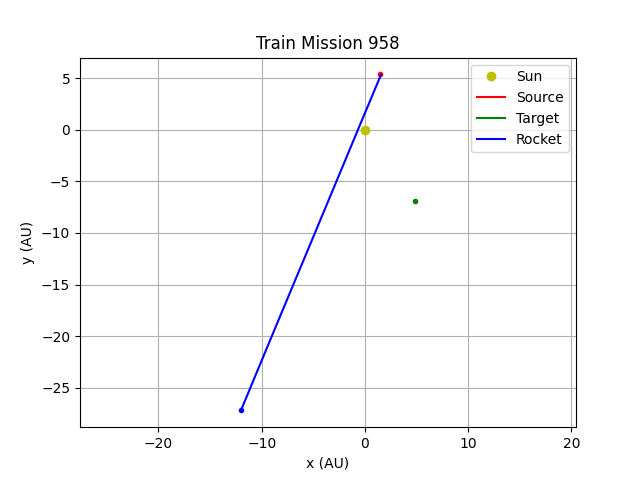 Train Mission 958
Sun
Source
Target
Rocket
5
0
−5
−10
−15
−20
−25
y (AU)
−20
−10
0
10
20
x (AU)